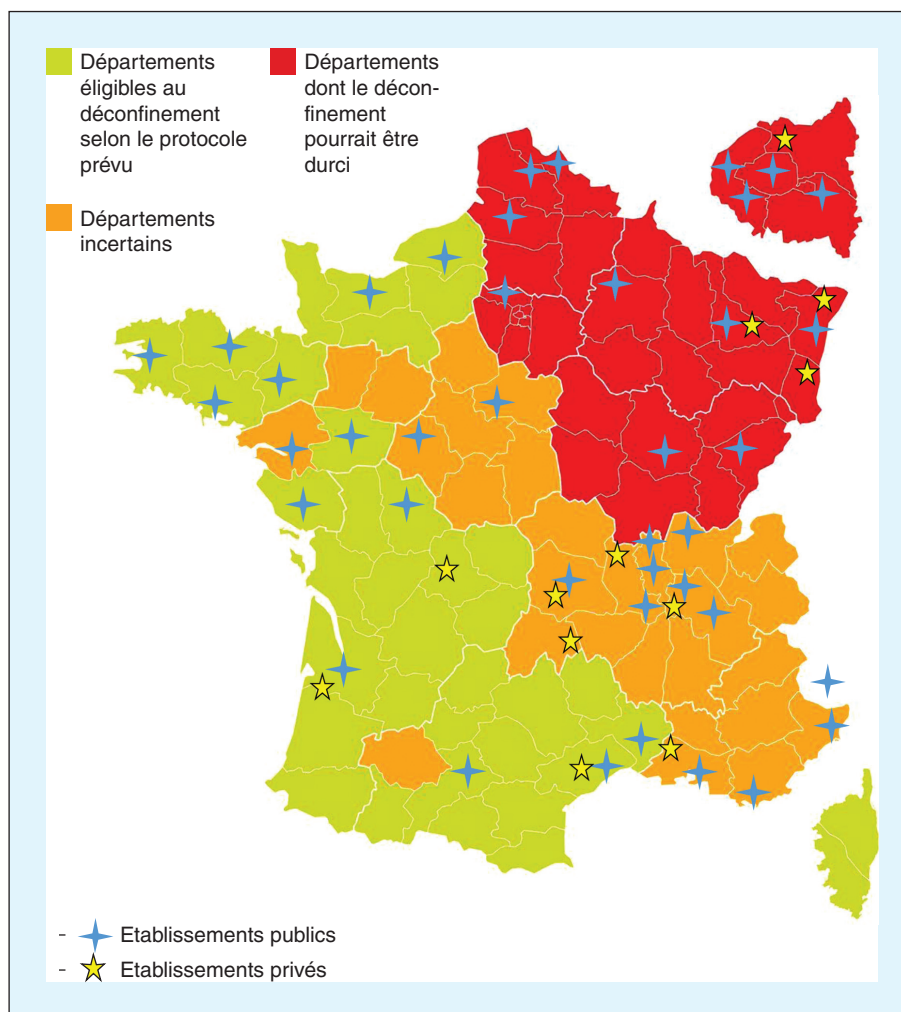 Départements
éligibles au
déconfinement
selon le protocole
prévu
Départements
dont le décon-
finement
pourrait être
durci
Départements
incertains
- Etablissements publics
- Etablissements privés